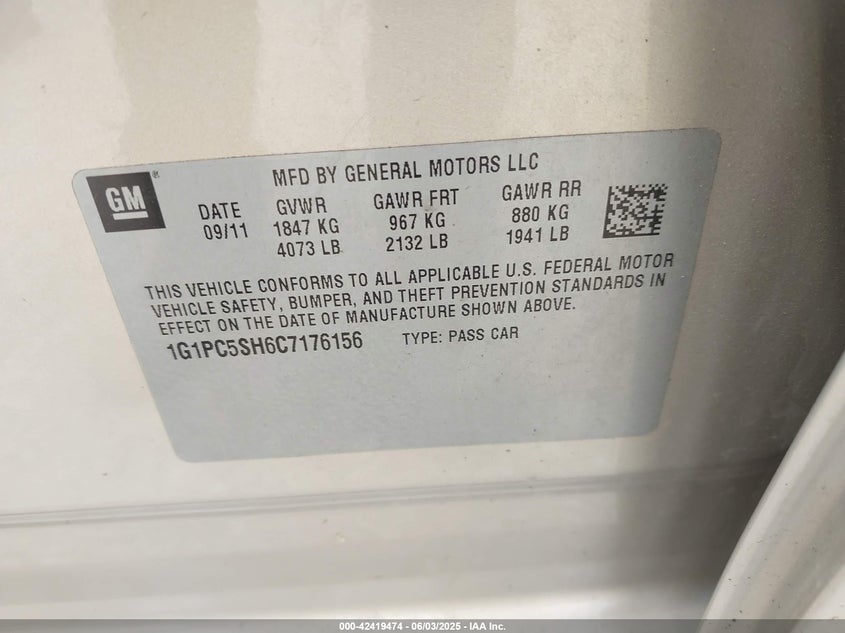 GM®
MFD BY GENERAL MOTORS LLC
DATE GVWR GAWR FRT GAWR RR
09/11 1847 KG 967 KG 880 KG
4073 LB 2132 LB 1941 LB
THIS VEHICLE CONFORMS TO ALL APPLICABLE U.S. FEDERAL MOTOR
VEHICLE SAFETY, BUMPER, AND THEFT PREVENTION STANDARDS IN
EFFECT ON THE DATE OF MANUFACTURE SHOWN ABOVE.
1G1PC5SH6C7176156 TYPE: PASS CAR
000-42419474 - 06/03/2025 - IAA Inc.